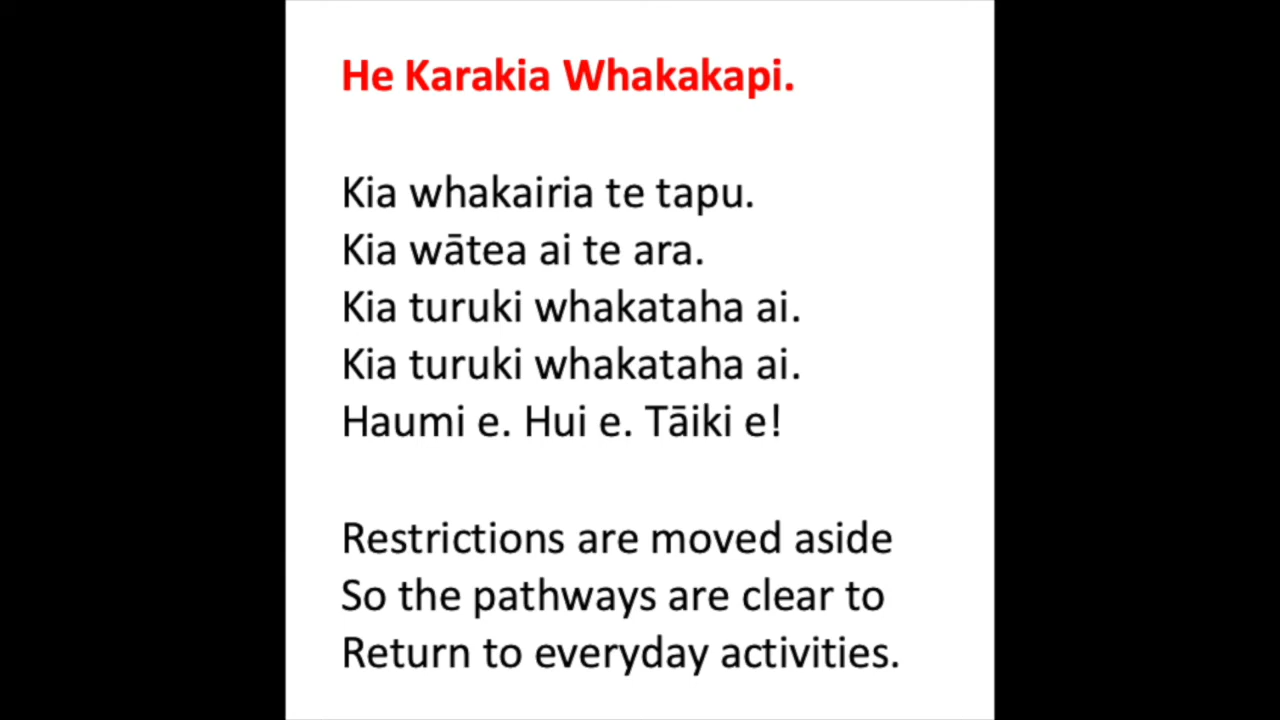 He Karakia Whakakapi.
Kia whakairia te tapu.
Kia wātea ai te ara.
Kia turuki whakataha ai.
Kia turuki whakataha ai.
Haumi e. Hui e. Tāiki e!
Restrictions are moved aside
So the pathways are clear to
Return to everyday activities.